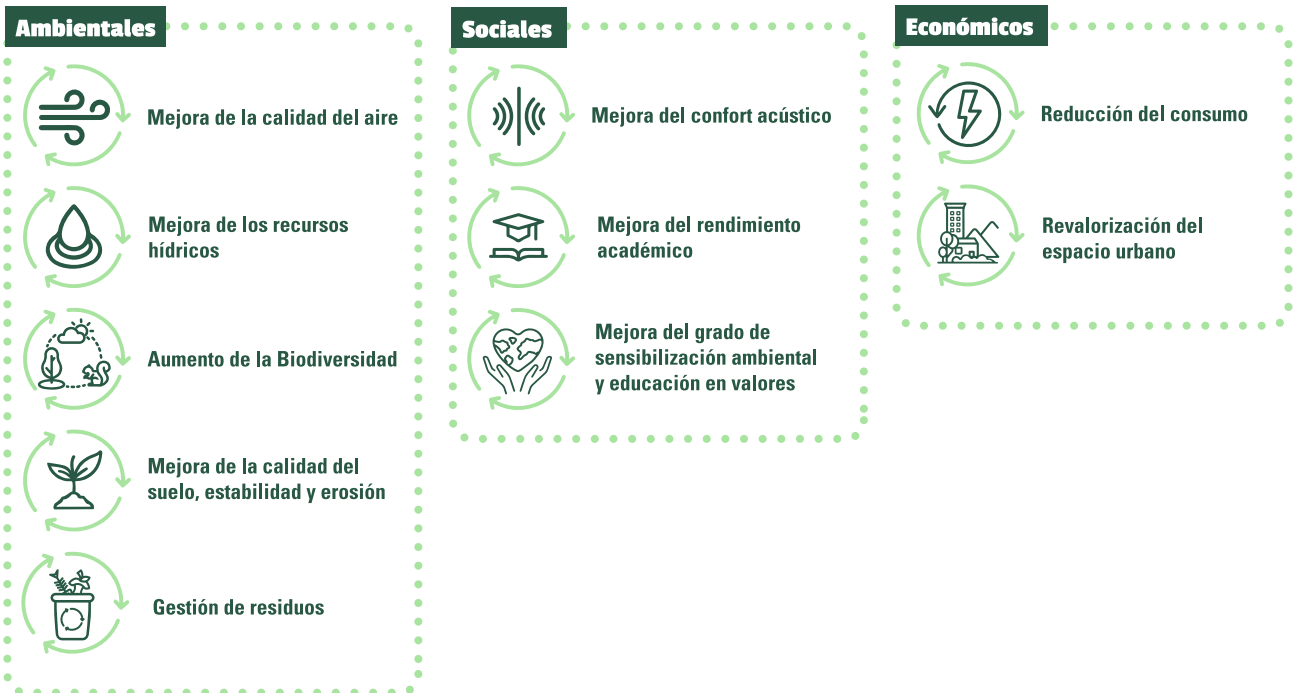 Ambientales
Mejora de la calidad del aire
Mejora de los recursos
hídricos
Aumento de la Biodiversidad
Mejora de la calidad del
suelo, estabilidad y erosión
Gestión de residuos
Sociales
Mejora del confort acústico
Mejora del rendimiento
académico
Mejora del grado de
sensibilización ambiental
y educación en valores
Económicos
Reducción del consumo
Revalorización del
espacio urbano